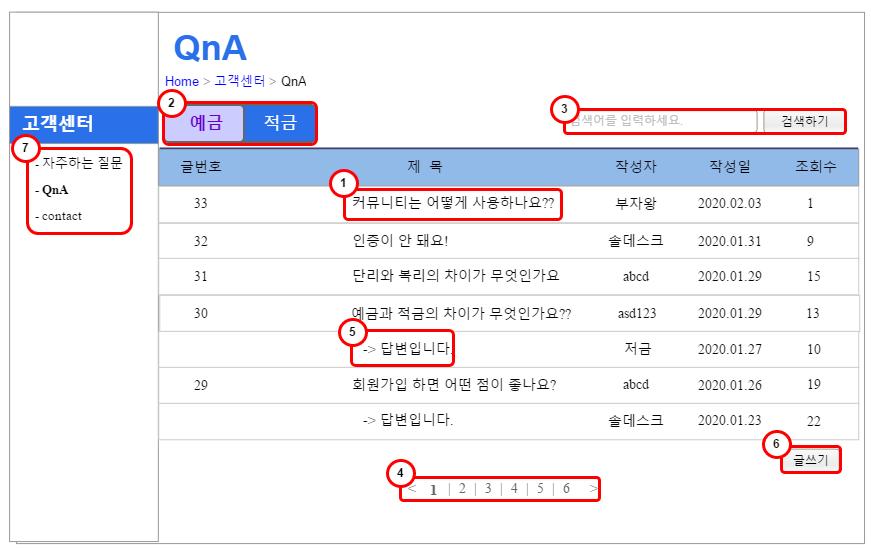 QnA
Home > 고객센터 > QnA
고객센터
2
예금 적금
3
검색어를 입력하세요. 검색하기
7
- 자주하는 질문
- QnA
- contact
글번호 제 목 작성자 작성일 조회수
1
33 커뮤니티는 어떻게 사용하나요?? 부자왕 2020.02.03 1
32 인증이 안 돼요! 솔데스크 2020.01.31 9
31 단리와 복리의 차이가 무엇인가요 abcd 2020.01.29 15
30 예금과 적금의 차이가 무엇인가요?? asd123 2020.01.29 13
5
-> 답변입니다. 저금 2020.01.27 10
29 회원가입 하면 어떤 점이 좋나요? abcd 2020.01.26 19
-> 답변입니다. 솔데스크 2020.01.23 22
6
글쓰기
4
< 1 | 2 | 3 | 4 | 5 | 6 >